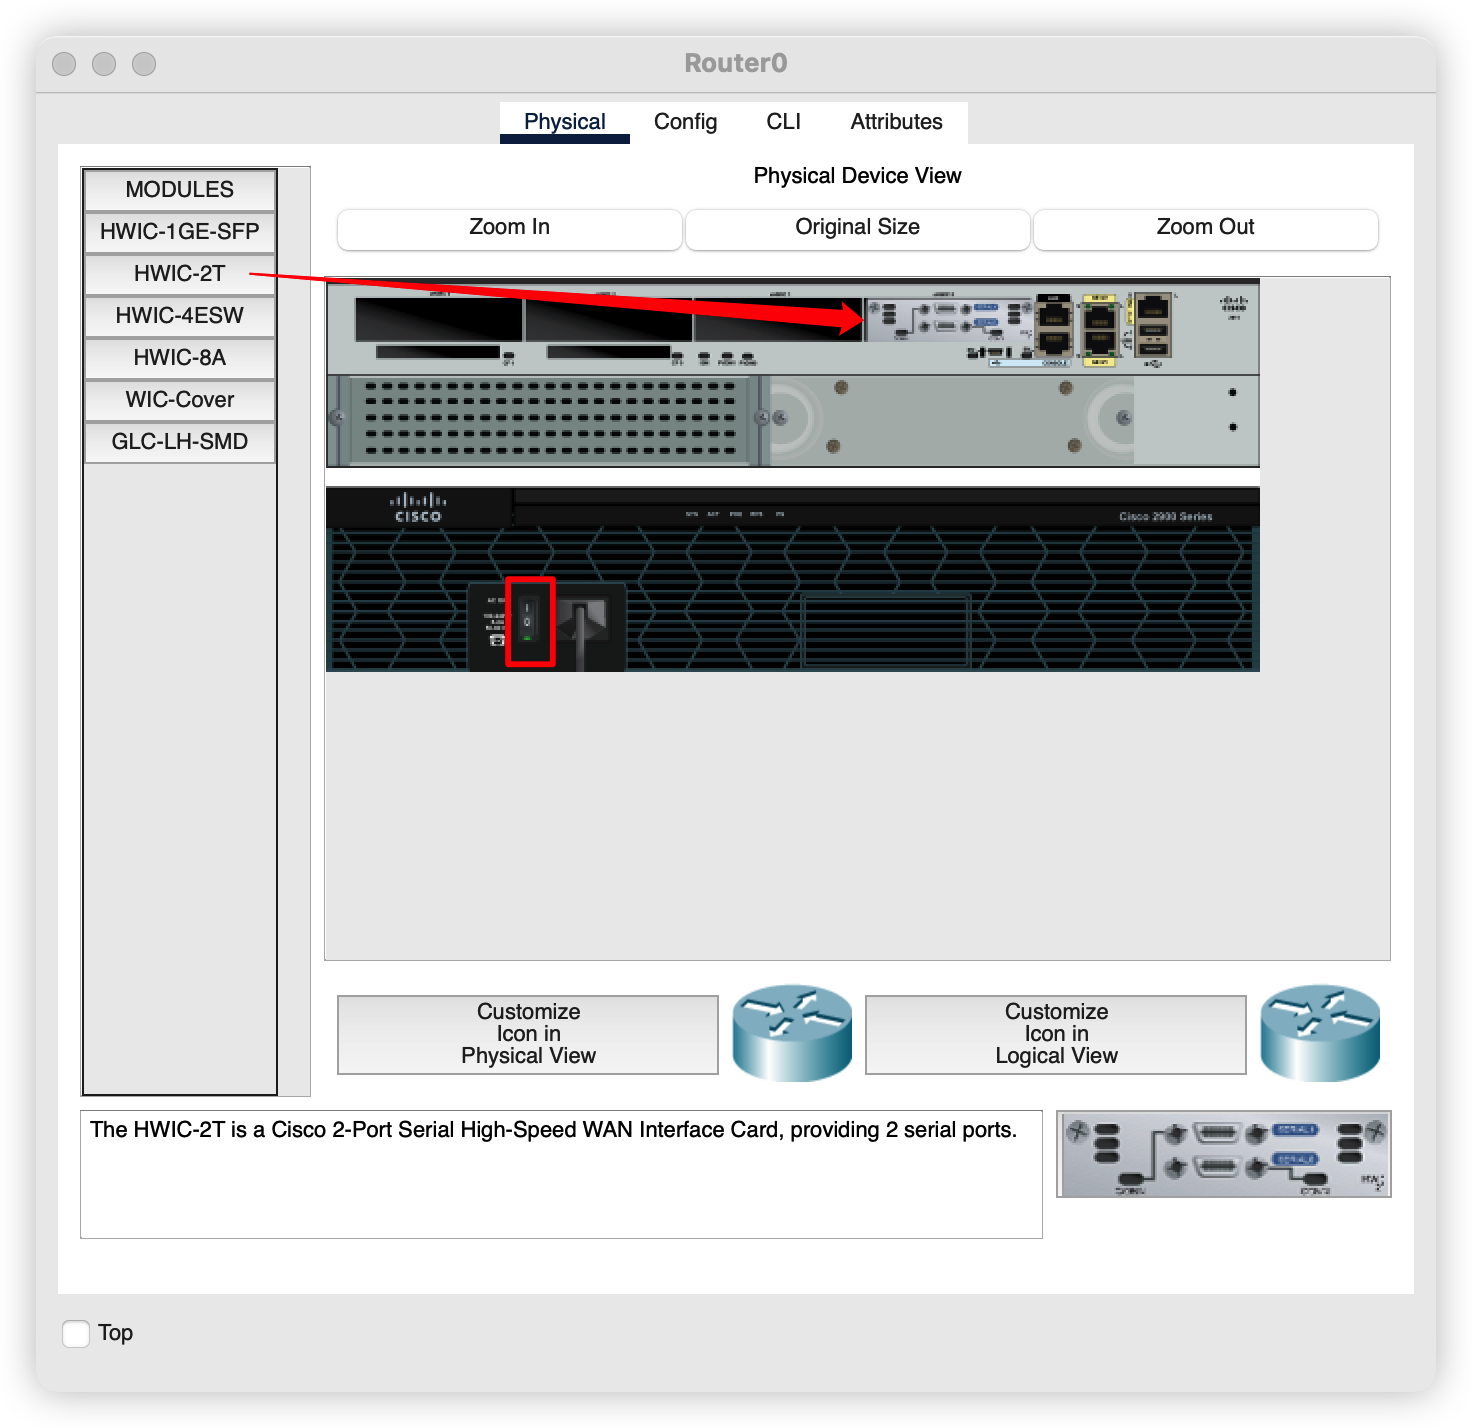 Router0
Physical
Config
CLI
Attributes
MODULES
HWIC-1GE-SFP
HWIC-2T
HWIC-4ESW
HWIC-8A
WIC-Cover
GLC-LH-SMD
Physical Device View
Zoom In
Original Size
Zoom Out
CONSOLE
CISCO
Cisco 2900 Series
Customize
Icon in
Physical View
Customize
Icon in
Logical View
The HWIC-2T is a Cisco 2-Port Serial High-Speed WAN Interface Card, providing 2 serial ports.
SERIAL1
SERIAL0
Top